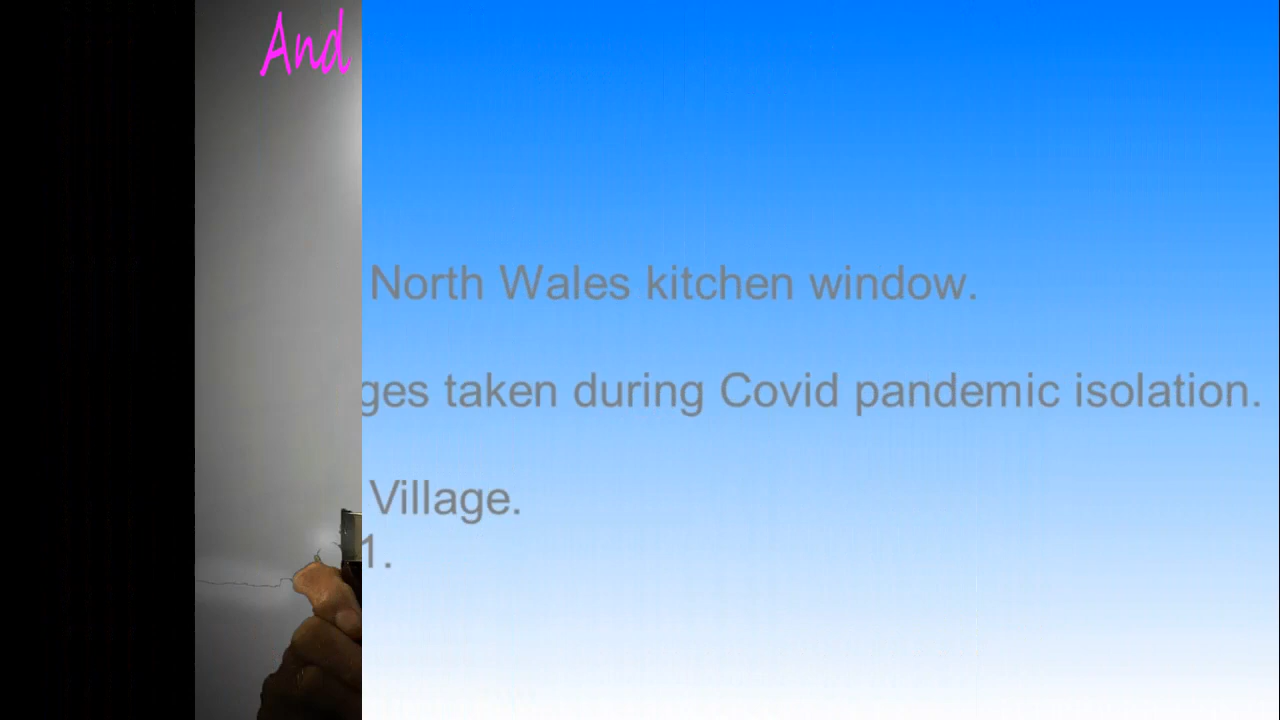 And
North Wales kitchen window.
ges taken during Covid pandemic isolation.
Village.
1.